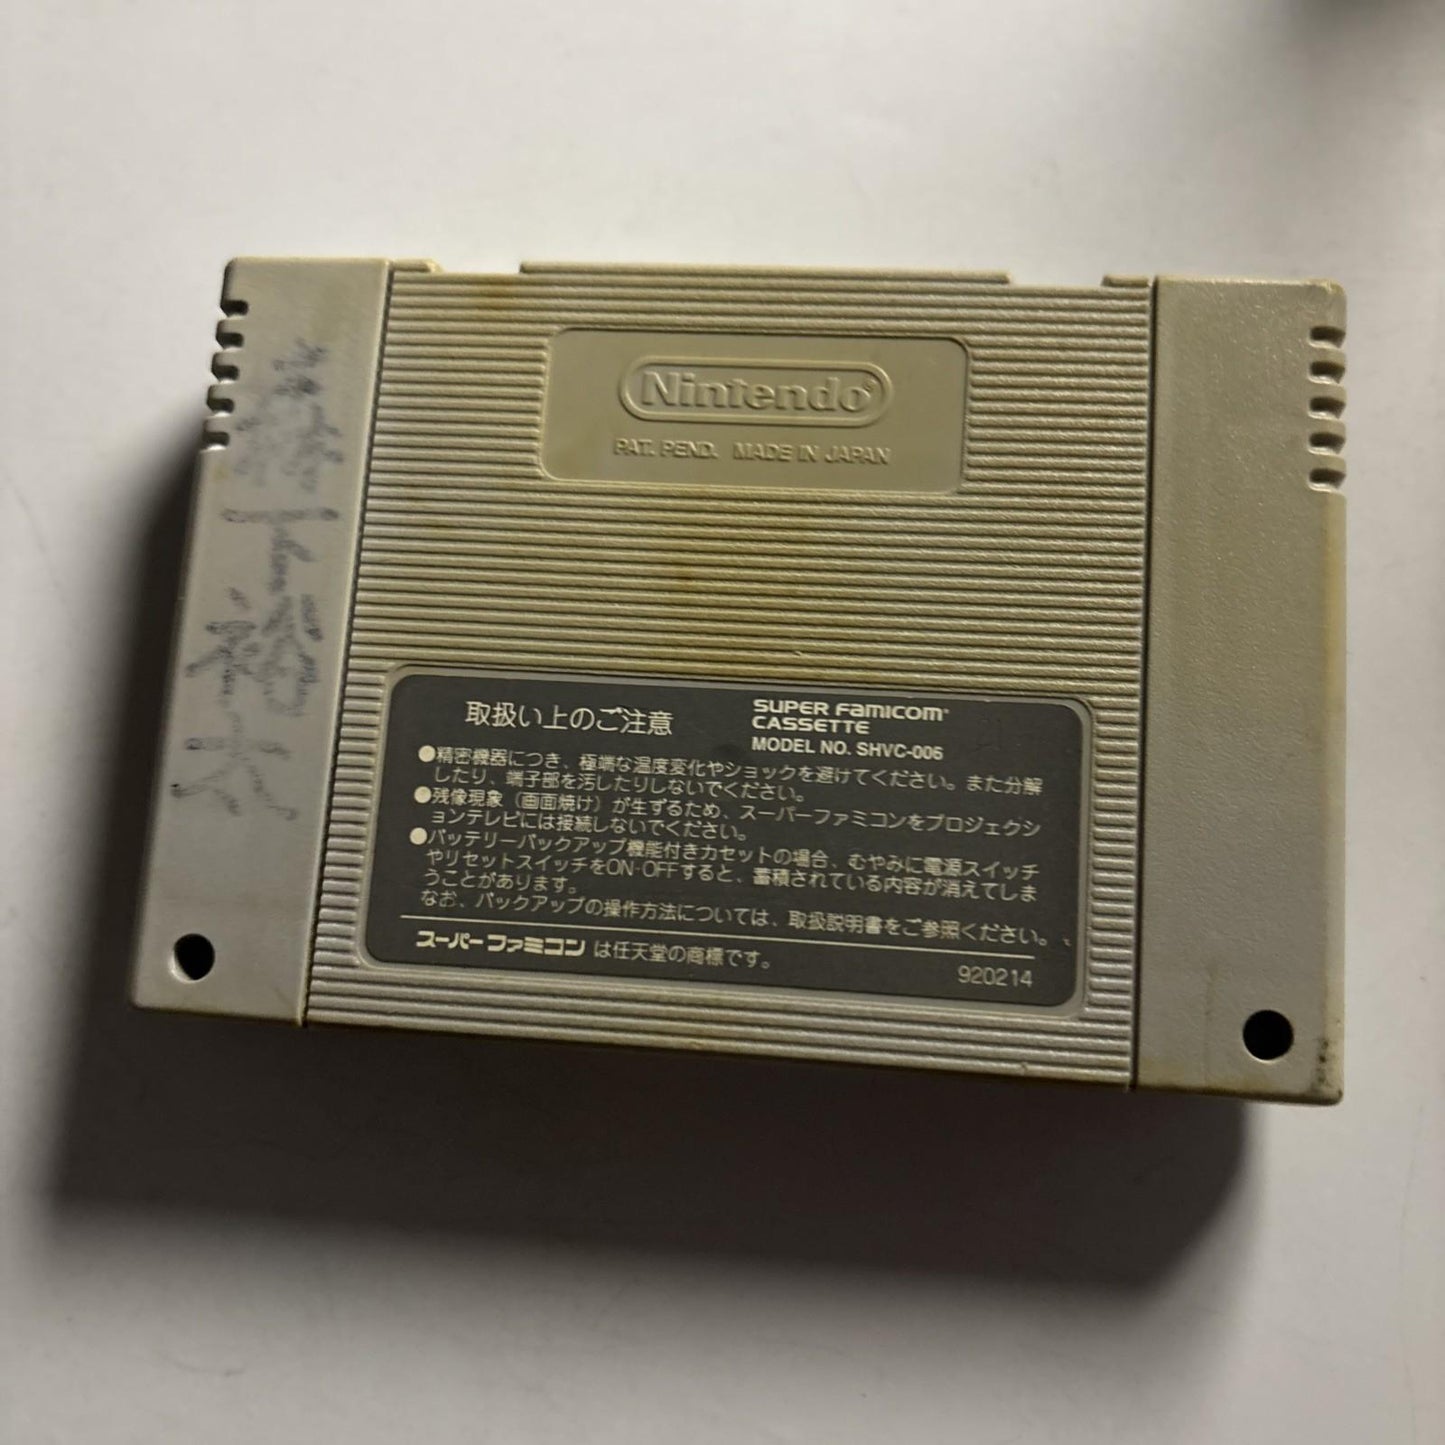 Nintendo®
PAT. PEND. MADE IN JAPAN
取扱い上のご注意
SUPER FAMICOM®
CASSETTE
MODEL NO. SHVC-006
●精密機器につき、極端な温度変化やショックを避けてください。また分解
したり、端子部を汚したりしないでください。
●残像現象（画面焼け）が生ずるため、スーパーファミコンをプロジェクシ
ョンテレビには接続しないでください。
●バッテリーバックアップ機能付きカセットの場合、むやみに電源スイッチ
やリセットスイッチをON・OFFすると、蓄積されている内容が消えてしま
うことがあります。
なお、バックアップの操作方法については、取扱説明書をご参照ください。
スーパーファミコン は任天堂の商標です。
920214